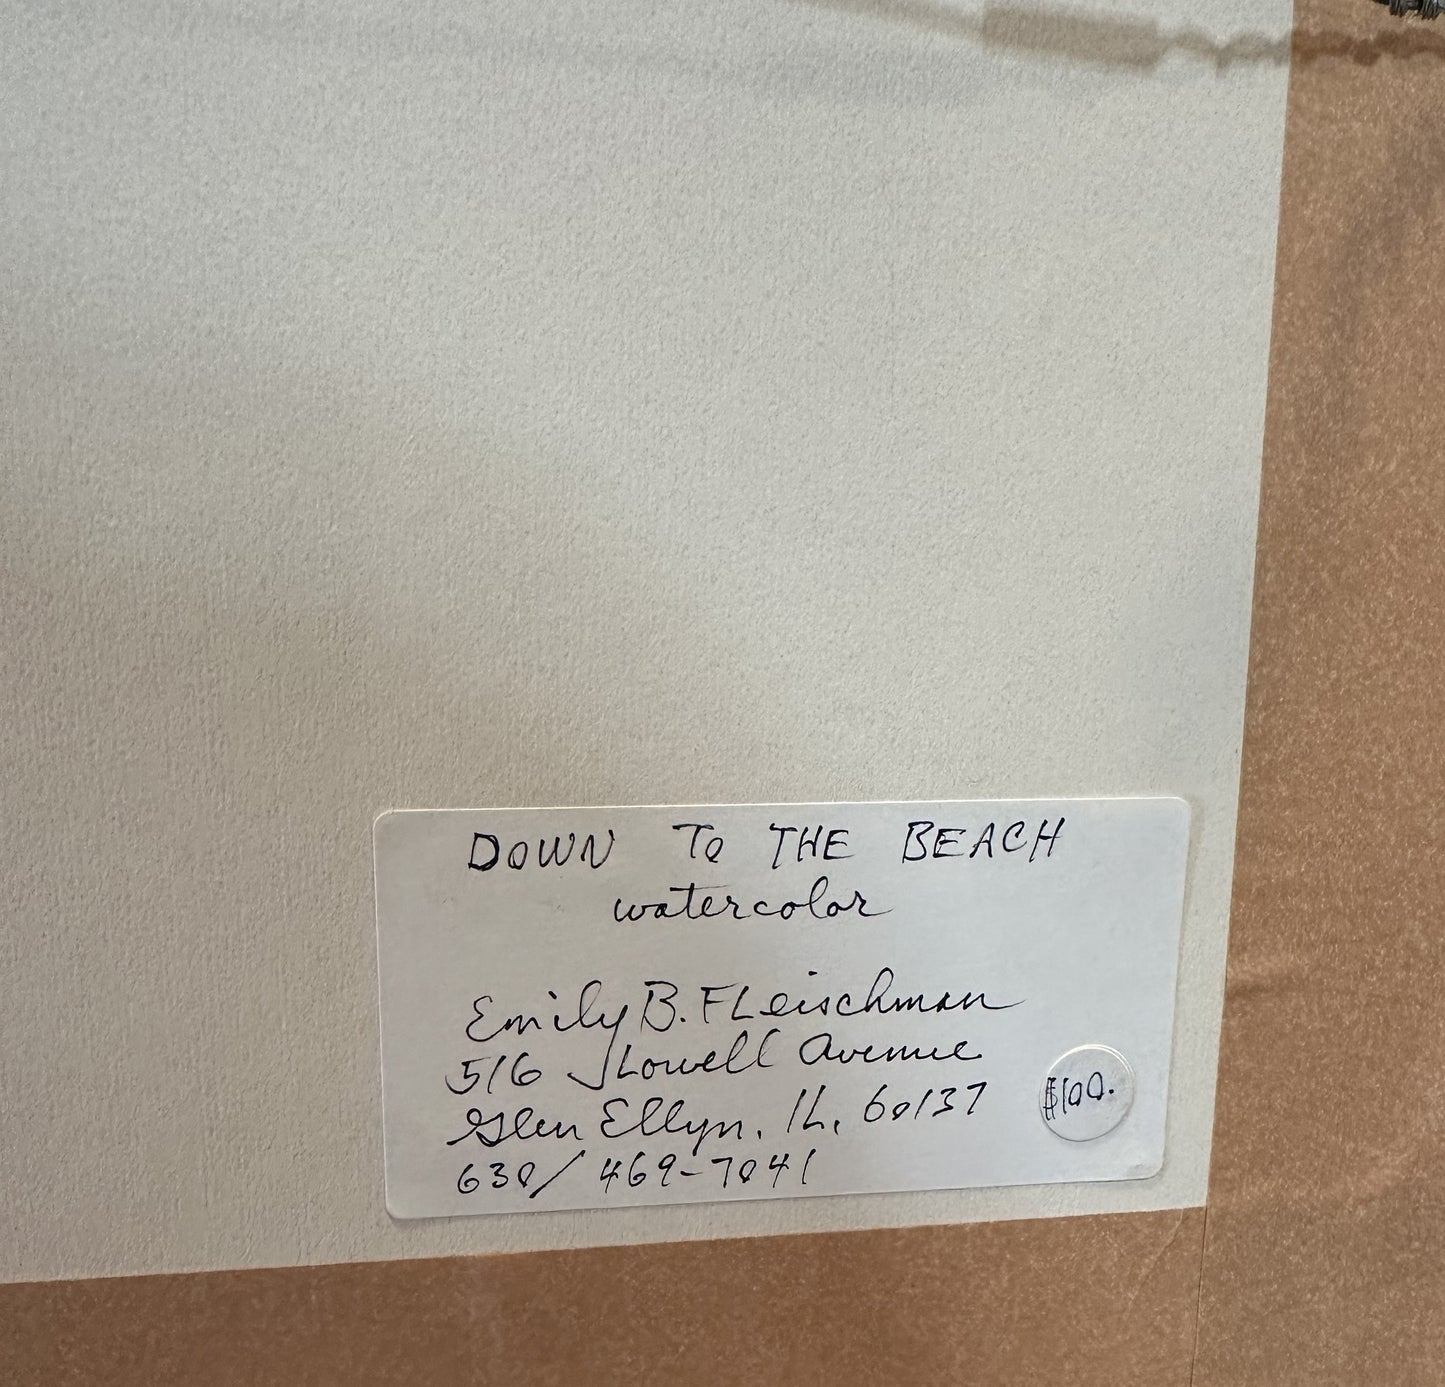 DOWN TO THE BEACH
watercolor
Emily B. FLeischman
516 Lowell Avenue
Glen Ellyn, IL, 60137
$100.
630/469-7041